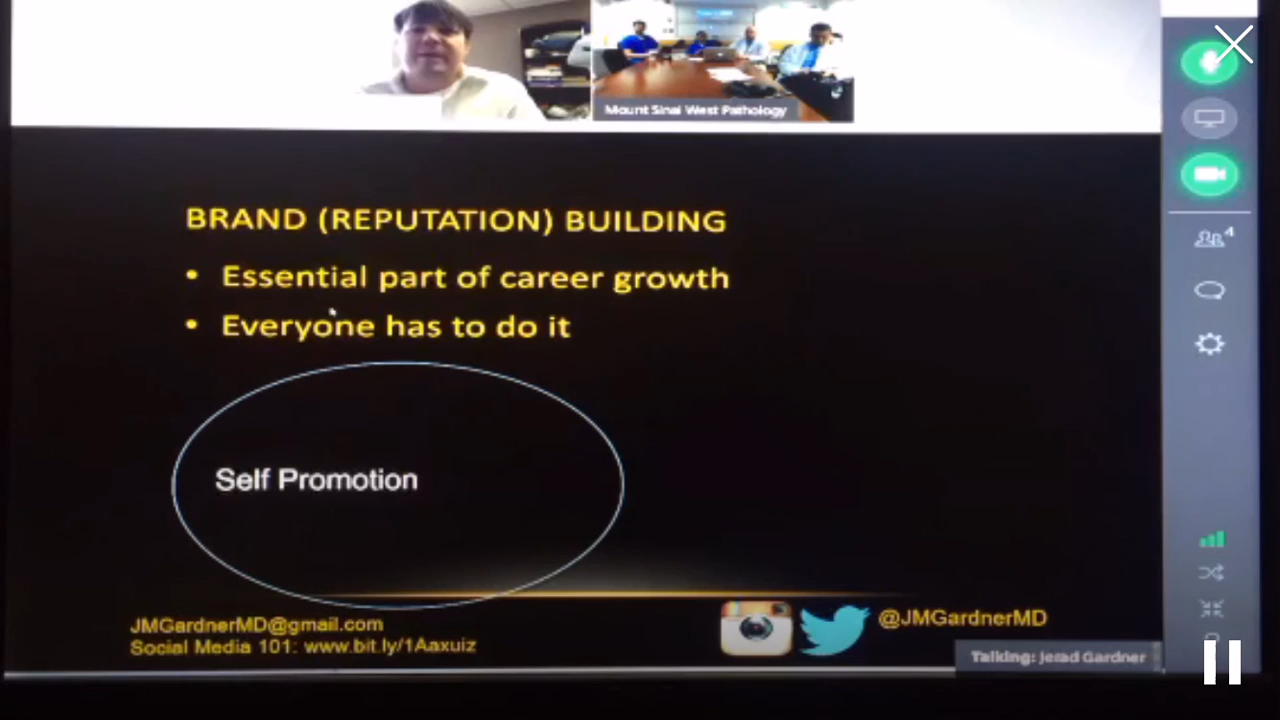 Mount Sinai West Pathology
BRAND (REPUTATION) BUILDING
• Essential part of career growth
• Everyone has to do it
Self Promotion
JMGardnerMD@gmail.com
Social Media 101: www.bit.ly/1Aaxuiz
@JMGardnerMD
Talking: Jerad Gardner
4